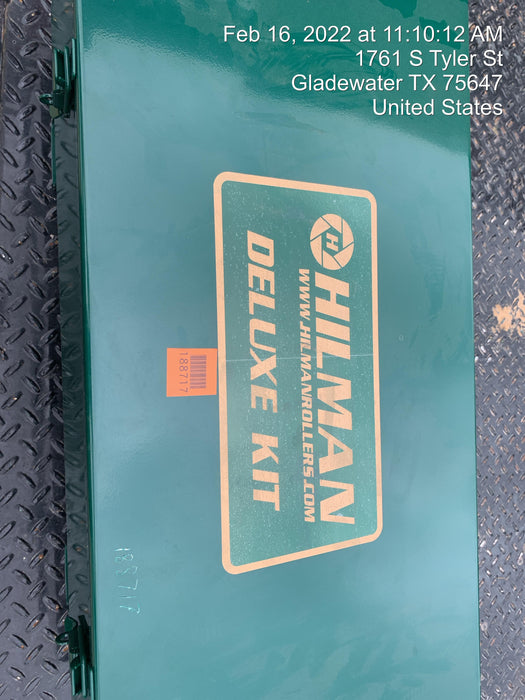 Feb 16, 2022 at 11:10:12 AM
1761 S Tyler St
Gladewater TX 75647
United States
H
HILMAN
WWW.HILMANROLLERS.COM
DELUXE KIT
188717
188717